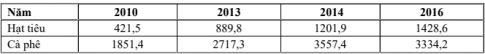 Năm 2010 2013 2014 2016
Hạt tiêu 421,5 889,8 1201,9 1428,6
Cà phê 1851,4 2717,3 3557,4 3334,2